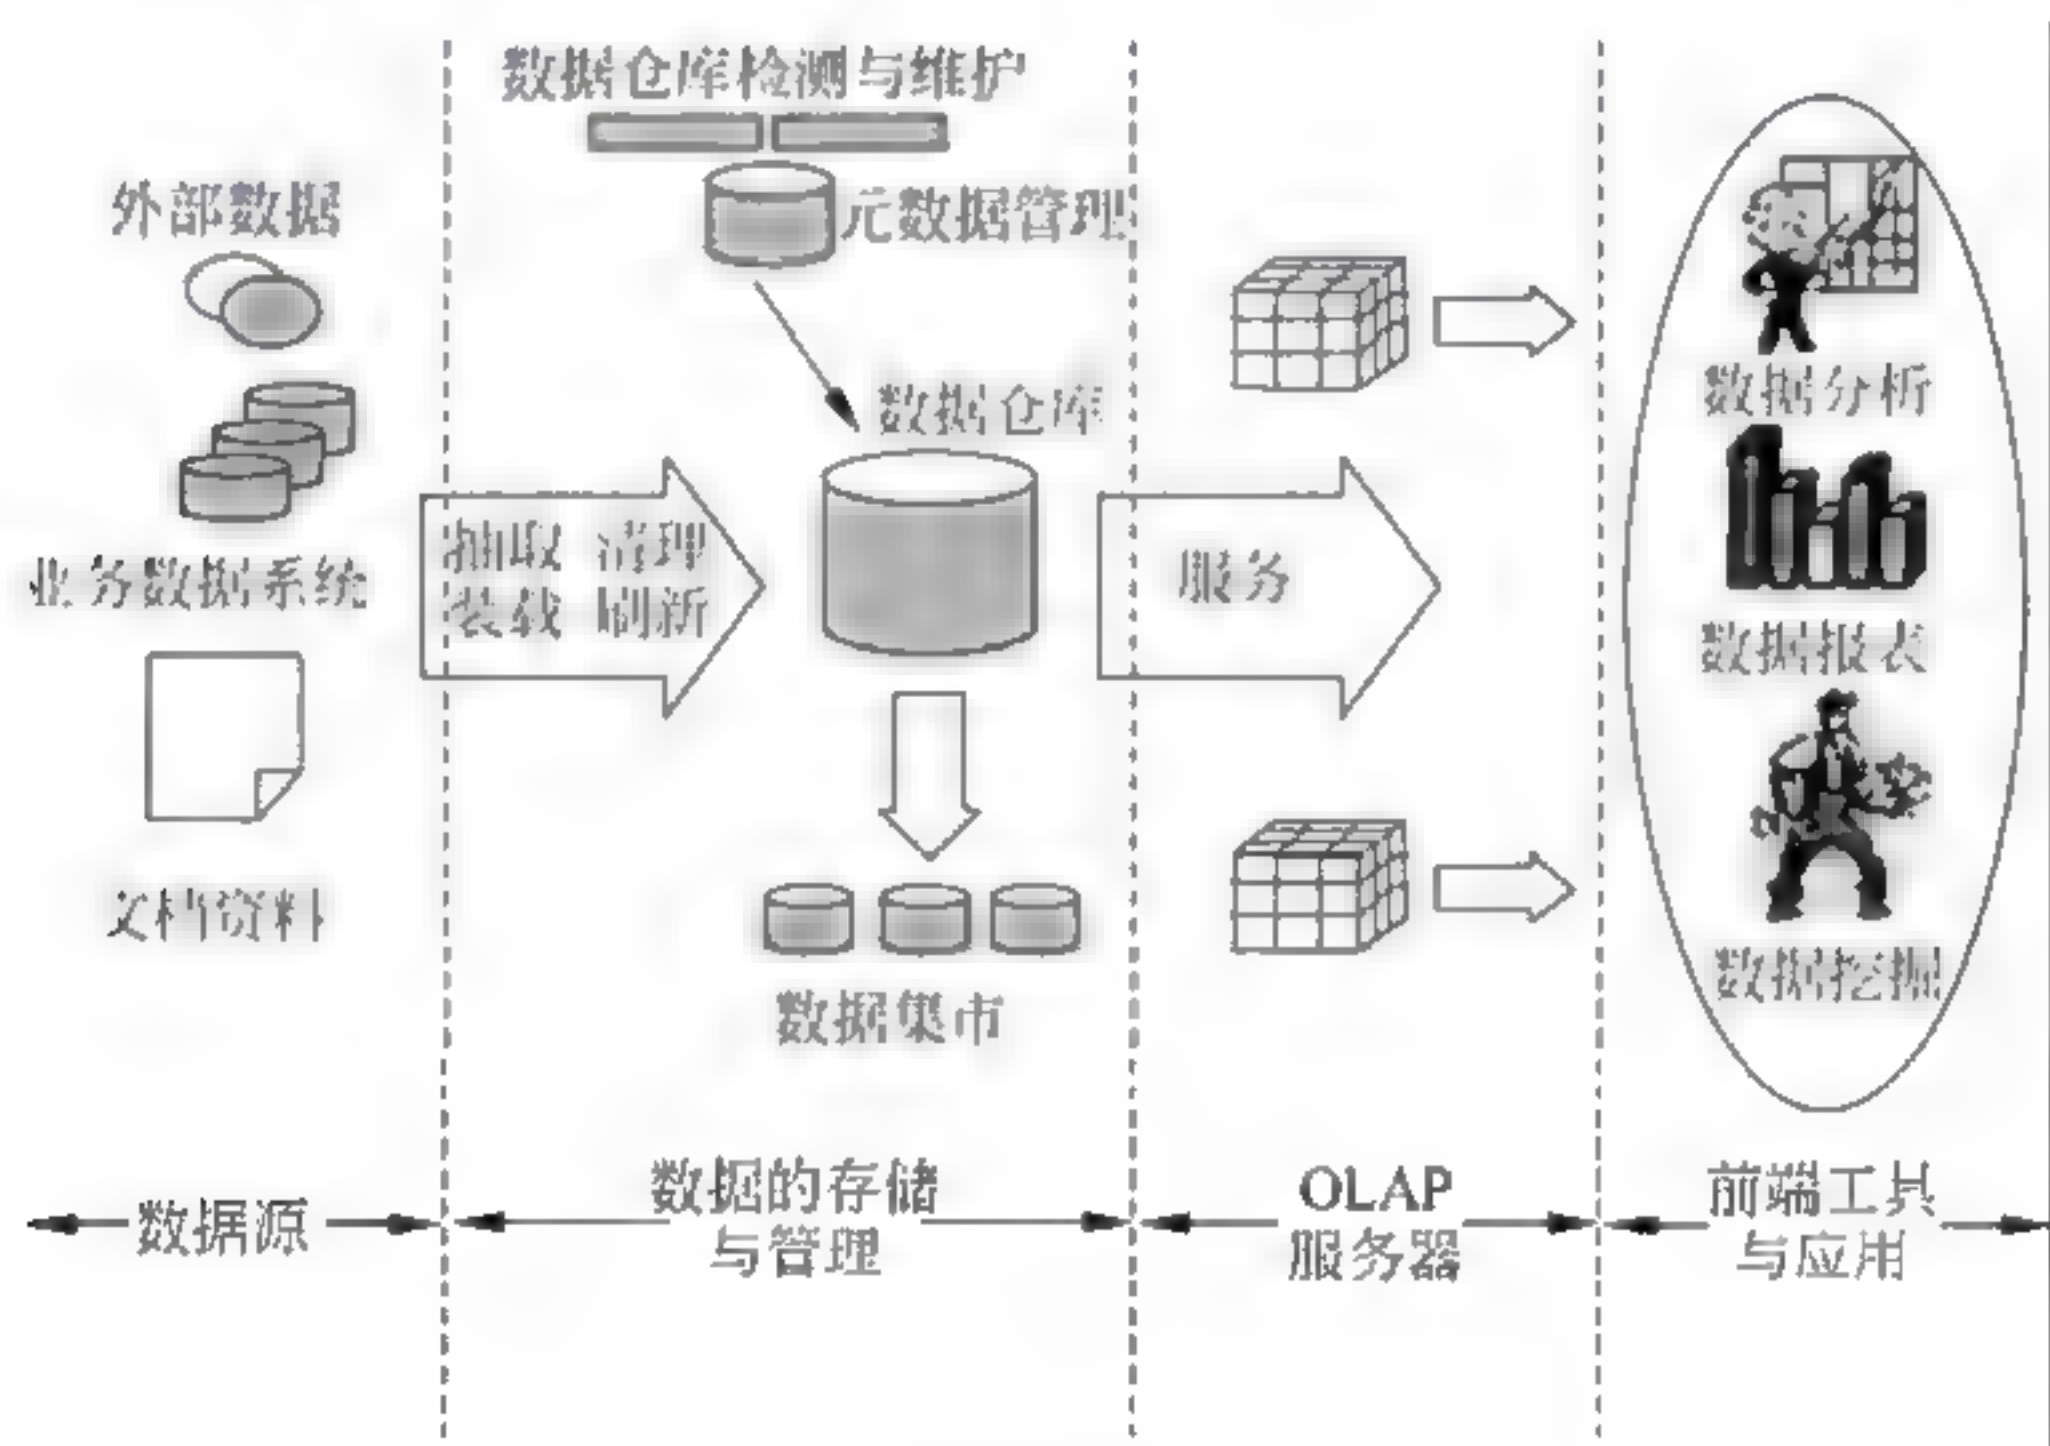 数据仓库检测与维护
元数据管理
外部数据
业务数据系统
文档资料
抽取 清理
装载 刷新
数据仓库
数据集市
服务
数据分析
数据报表
数据挖掘
数据源
数据的存储
与管理
OLAP
服务器
前端工具
与应用